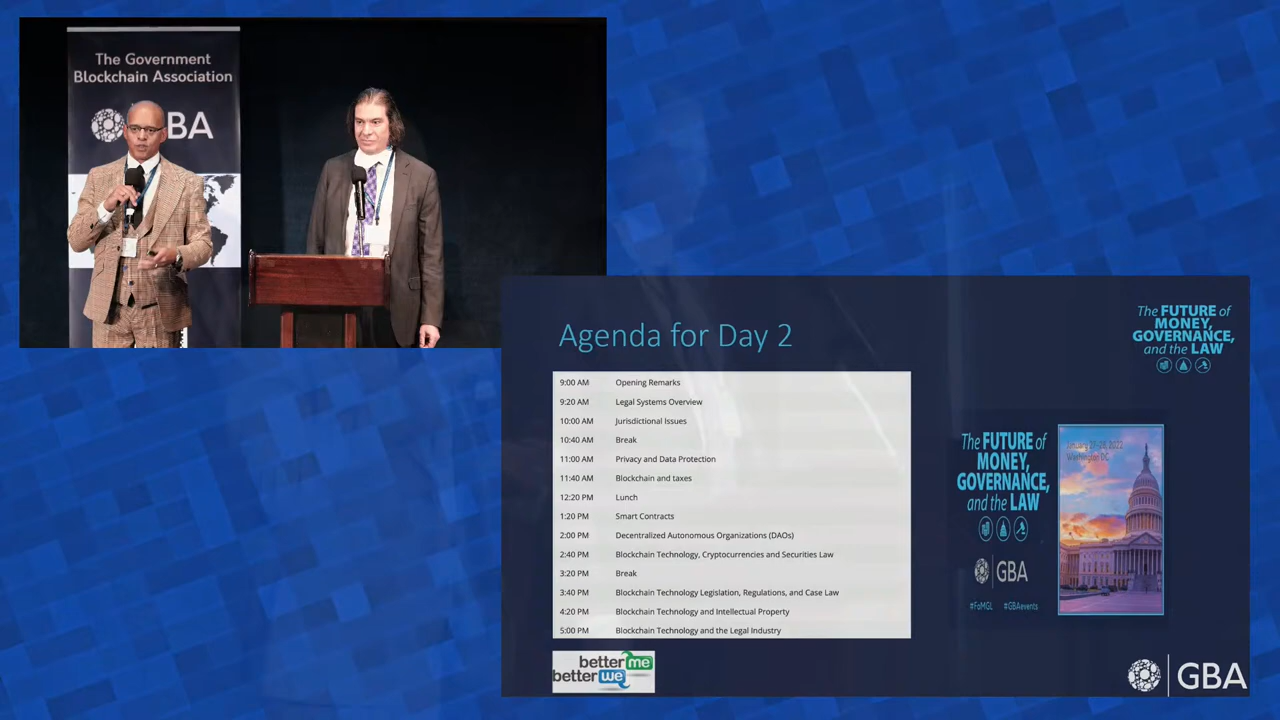 The Government
Blockchain Association
BA
Agenda for Day 2
9:00 AM Opening Remarks
9:20 AM Legal Systems Overview
10:00 AM Jurisdictional Issues
10:40 AM Break
11:00 AM Privacy and Data Protection
11:40 AM Blockchain and taxes
12:20 PM Lunch
1:20 PM Smart Contracts
2:00 PM Decentralized Autonomous Organizations (DAOs)
2:40 PM Blockchain Technology, Cryptocurrencies and Securities Law
3:20 PM Break
3:40 PM Blockchain Technology Legislation, Regulations, and Case Law
4:20 PM Blockchain Technology and Intellectual Property
5:00 PM Blockchain Technology and the Legal Industry
better me
better we
The FUTURE of
MONEY,
GOVERNANCE,
and the LAW
The FUTURE of
MONEY,
GOVERNANCE,
and the LAW
GBA
#FoMGL #GBAevents
2022
Washington DC
GBA